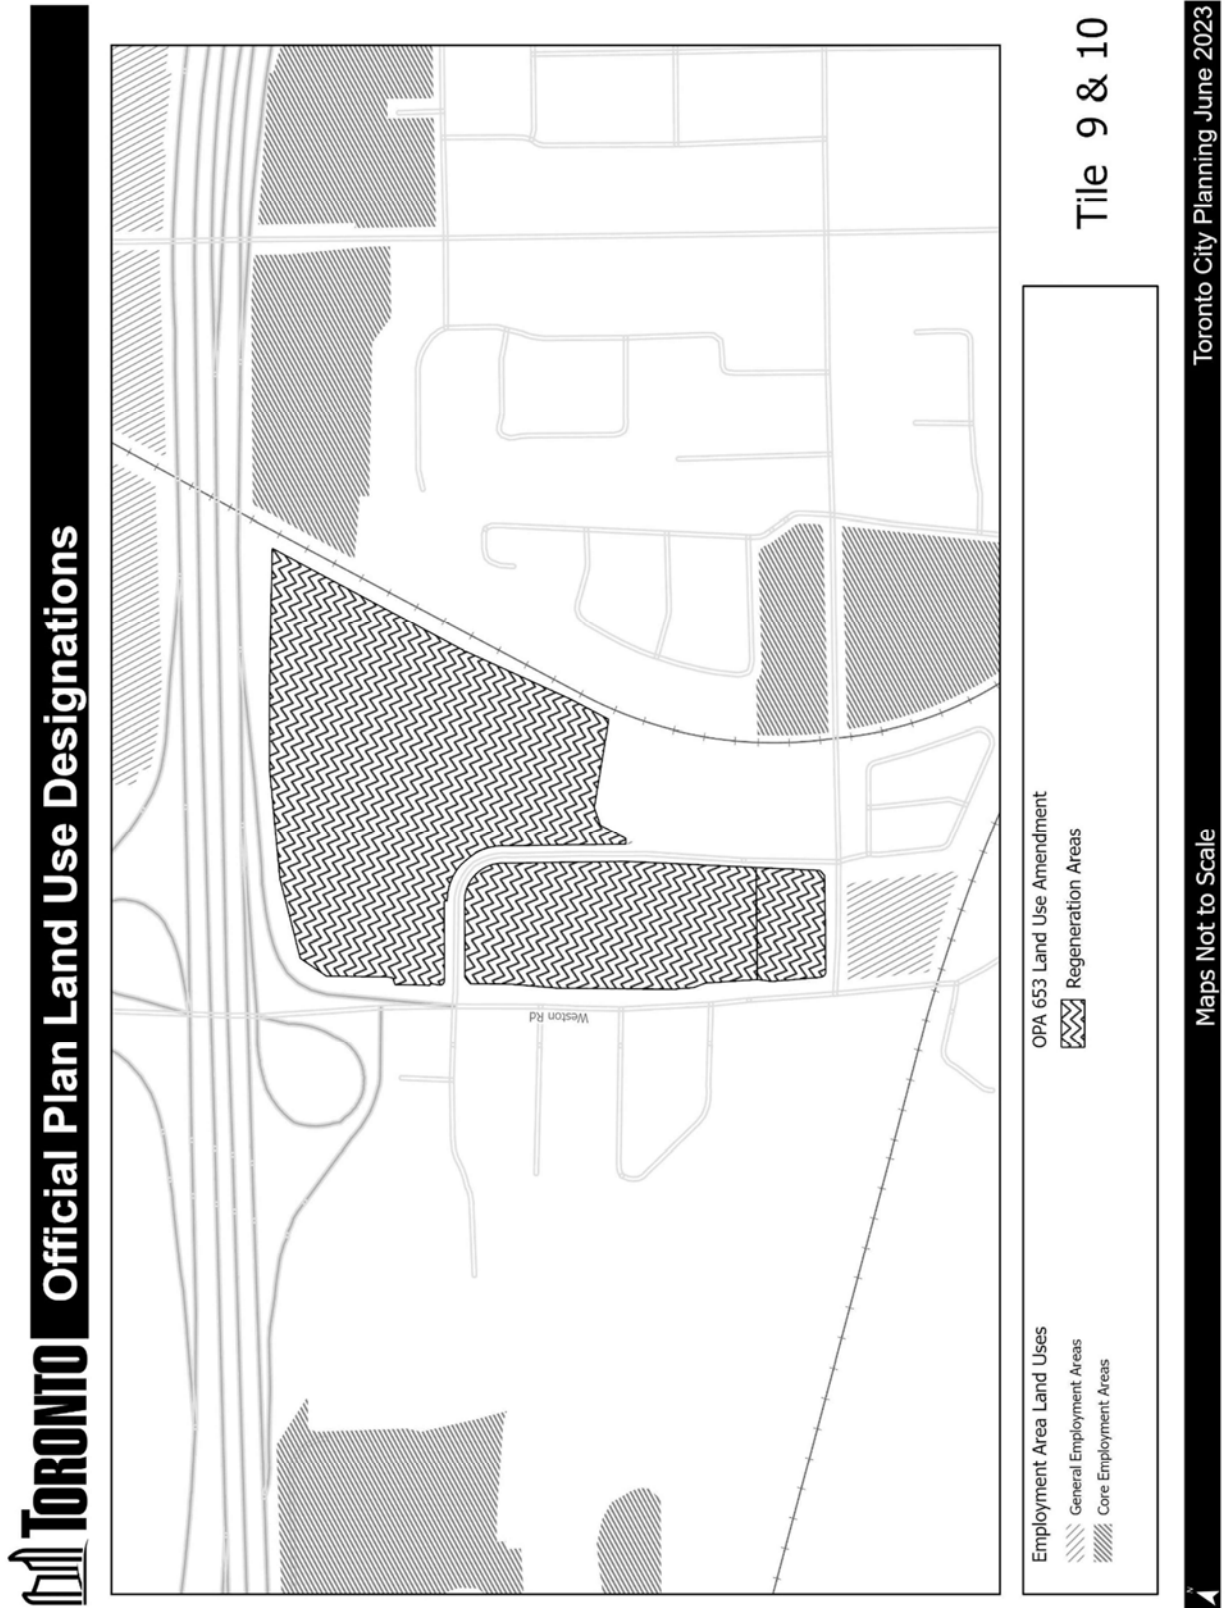 TORONTO Official Plan Land Use Designations
Weston Rd
Employment Area Land Uses
General Employment Areas
Core Employment Areas
OPA 653 Land Use Amendment
Regeneration Areas
Tile 9 & 10
N
Maps Not to Scale
Toronto City Planning June 2023